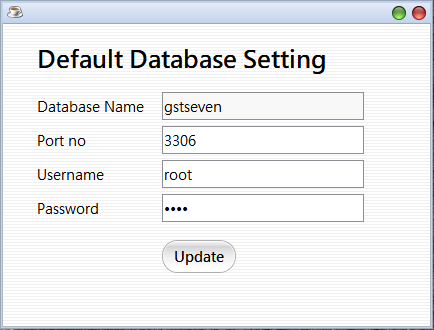 Default Database Setting
Database Name gstseven
Port no 3306
Username root
Password ••••
Update